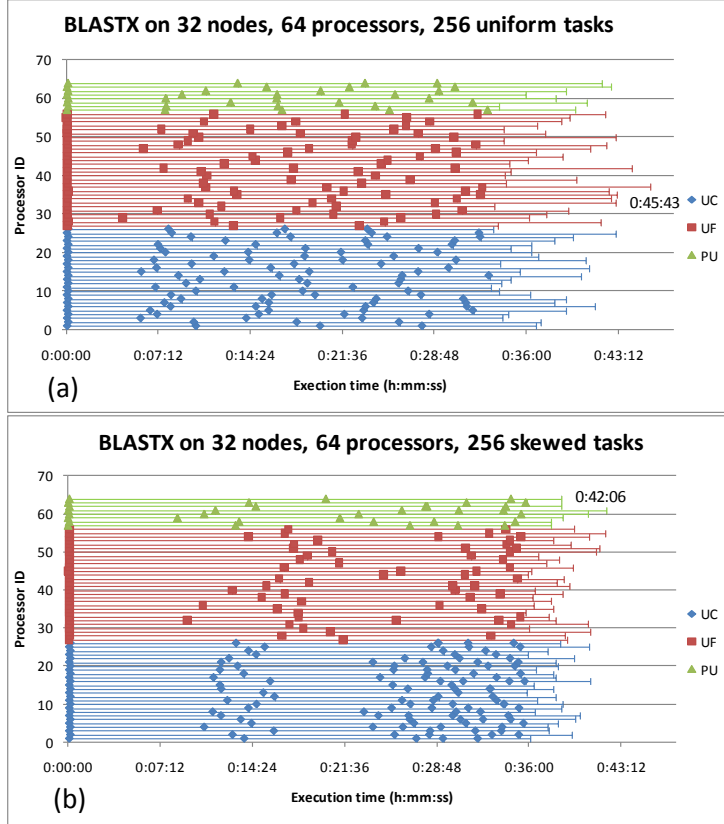 BLASTX on 32 nodes, 64 processors, 256 uniform tasks
70
60
50
40
30
20
10
0
Processor ID
0:00:00 0:07:12 0:14:24 0:21:36 0:28:48 0:36:00 0:43:12
Exection time (h:mm:ss)
0:45:43
UC
UF
PU
(a)
BLASTX on 32 nodes, 64 processors, 256 skewed tasks
70
60
50
40
30
20
10
0
Processor ID
0:00:00 0:07:12 0:14:24 0:21:36 0:28:48 0:36:00 0:43:12
Execution time (h:mm:ss)
0:42:06
UC
UF
PU
(b)